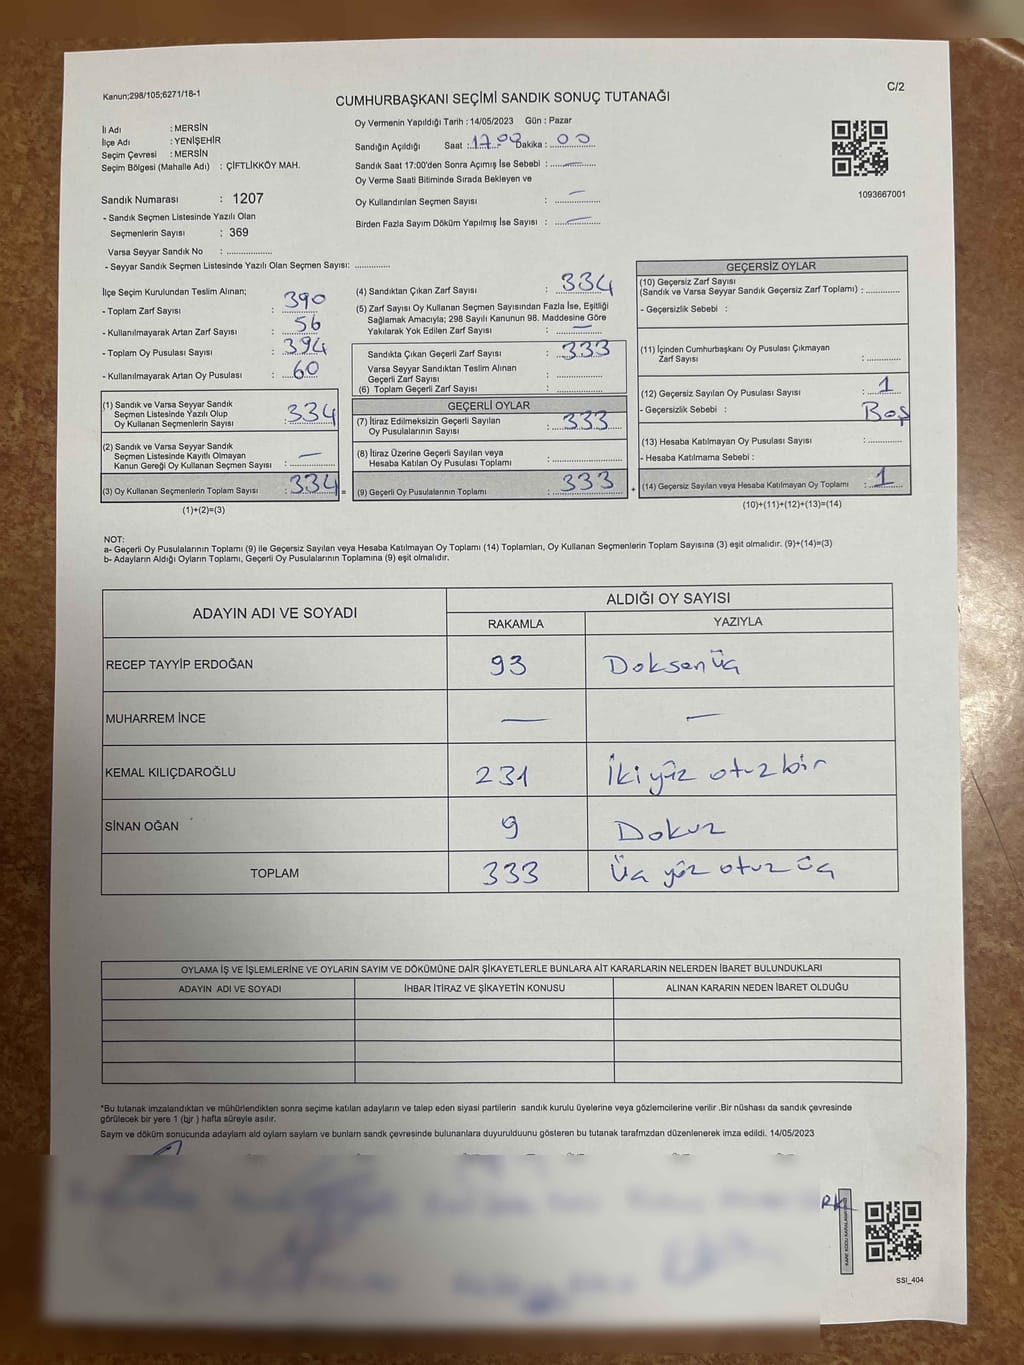 Kanun;298/105;6271/18-1
C/2
CUMHURBAŞKANI SEÇİMİ SANDIK SONUÇ TUTANAĞI
İl Adı : MERSİN
İlçe Adı : YENİŞEHİR
Seçim Çevresi : MERSİN
Seçim Bölgesi (Mahalle Adı) : ÇİFTLİKKÖY MAH.
Sandık Numarası : 1207
- Sandık Seçmen Listesinde Yazılı Olan
Seçmenlerin Sayısı : 369
Varsa Seyyar Sandık No : ....................
- Seyyar Sandık Seçmen Listesinde Yazılı Olan Seçmen Sayısı: ...............
Oy Vermenin Yapıldığı Tarih : 14/05/2023 Gün : Pazar
Sandığın Açıldığı Saat : 17.00 Dakika : 00
Sandık Saat 17:00'den Sonra Açımış İse Sebebi : —
Oy Verme Saati Bitiminde Sırada Bekleyen ve
Oy Kullandırılan Seçmen Sayısı : —
Birden Fazla Sayım Döküm Yapılmış İse Sayısı : —
1093667001
İlçe Seçim Kurulundan Teslim Alınan;
- Toplam Zarf Sayısı : 390
- Kullanılmayarak Artan Zarf Sayısı : 56
- Toplam Oy Pusulası Sayısı : 394
- Kullanılmayarak Artan Oy Pusulası : 60
(1) Sandık ve Varsa Seyyar Sandık
Seçmen Listesinde Yazılı Olup
Oy Kullanan Seçmenlerin Sayısı : 334
(2) Sandık ve Varsa Seyyar Sandık
Seçmen Listesinde Kayıtlı Olmayan
Kanun Gereği Oy Kullanan Seçmen Sayısı : —
(3) Oy Kullanan Seçmenlerin Toplam Sayısı : 334 =
(1)+(2)=(3)
(4) Sandıktan Çıkan Zarf Sayısı : 334
(5) Zarf Sayısı Oy Kullanan Seçmen Sayısından Fazla İse, Eşitliği
Sağlamak Amacıyla; 298 Sayılı Kanunun 98. Maddesine Göre
Yakılarak Yok Edilen Zarf Sayısı : —
Sandıkta Çıkan Geçerli Zarf Sayısı : 333
Varsa Seyyar Sandıktan Teslim Alınan
Geçerli Zarf Sayısı : ...............
(6) Toplam Geçerli Zarf Sayısı : ...............
GEÇERLİ OYLAR
(7) İtiraz Edilmeksizin Geçerli Sayılan
Oy Pusulalarının Sayısı : 333
(8) İtiraz Üzerine Geçerli Sayılan veya
Hesaba Katılan Oy Pusulası Toplamı : ...............
(9) Geçerli Oy Pusulalarının Toplamı : 333 +
GEÇERSİZ OYLAR
(10) Geçersiz Zarf Sayısı
(Sandık ve Varsa Seyyar Sandık Geçersiz Zarf Toplamı) : ...............
- Geçersizlik Sebebi :
(11) İçinden Cumhurbaşkanı Oy Pusulası Çıkmayan
Zarf Sayısı : ...............
(12) Geçersiz Sayılan Oy Pusulası Sayısı : 1
- Geçersizlik Sebebi : Boş
(13) Hesaba Katılmayan Oy Pusulası Sayısı : ...............
- Hesaba Katılmama Sebebi :
(14) Geçersiz Sayılan veya Hesaba Katılmayan Oy Toplamı : 1
(10)+(11)+(12)+(13)=(14)
NOT:
a- Geçerli Oy Pusulalarının Toplamı (9) ile Geçersiz Sayılan veya Hesaba Katılmayan Oy Toplamı (14) Toplamları, Oy Kullanan Seçmenlerin Toplam Sayısına (3) eşit olmalıdır. (9)+(14)=(3)
b- Adayların Aldığı Oyların Toplamı, Geçerli Oy Pusulalarının Toplamına (9) eşit olmalıdır.
ADAYIN ADI VE SOYADI
ALDIĞI OY SAYISI
RAKAMLA YAZIYLA
RECEP TAYYİP ERDOĞAN 93 Doksan üç
MUHARREM İNCE — —
KEMAL KILIÇDAROĞLU 231 İki yüz otuz bir
SİNAN OĞAN 9 Dokuz
TOPLAM 333 Üç yüz otuz üç
OYLAMA İŞ VE İŞLEMLERİNE VE OYLARIN SAYIM VE DÖKÜMÜNE DAİR ŞİKAYETLERLE BUNLARA AİT KARARLARIN NELERDEN İBARET BULUNDUKLARI
ADAYIN ADI VE SOYADI İHBAR İTİRAZ VE ŞİKAYETİN KONUSU ALINAN KARARIN NEDEN İBARET OLDUĞU
*Bu tutanak imzalandıktan ve mühürlendikten sonra seçime katılan adayların ve talep eden siyasi partilerin sandık kurulu üyelerine veya gözlemcilerine verilir .Bir nüshası da sandık çevresinde
görülecek bir yere 1 (bjr ) hafta süreyle asılır.
Sayım ve döküm sonucunda adaylam ald oylam saylam ve bunlam sandk çevresinde bulunanlara duyurulduunu gösteren bu tutanak tarafmzdan düzenlenerek imza edildi. 14/05/2023
RK
SSI_404